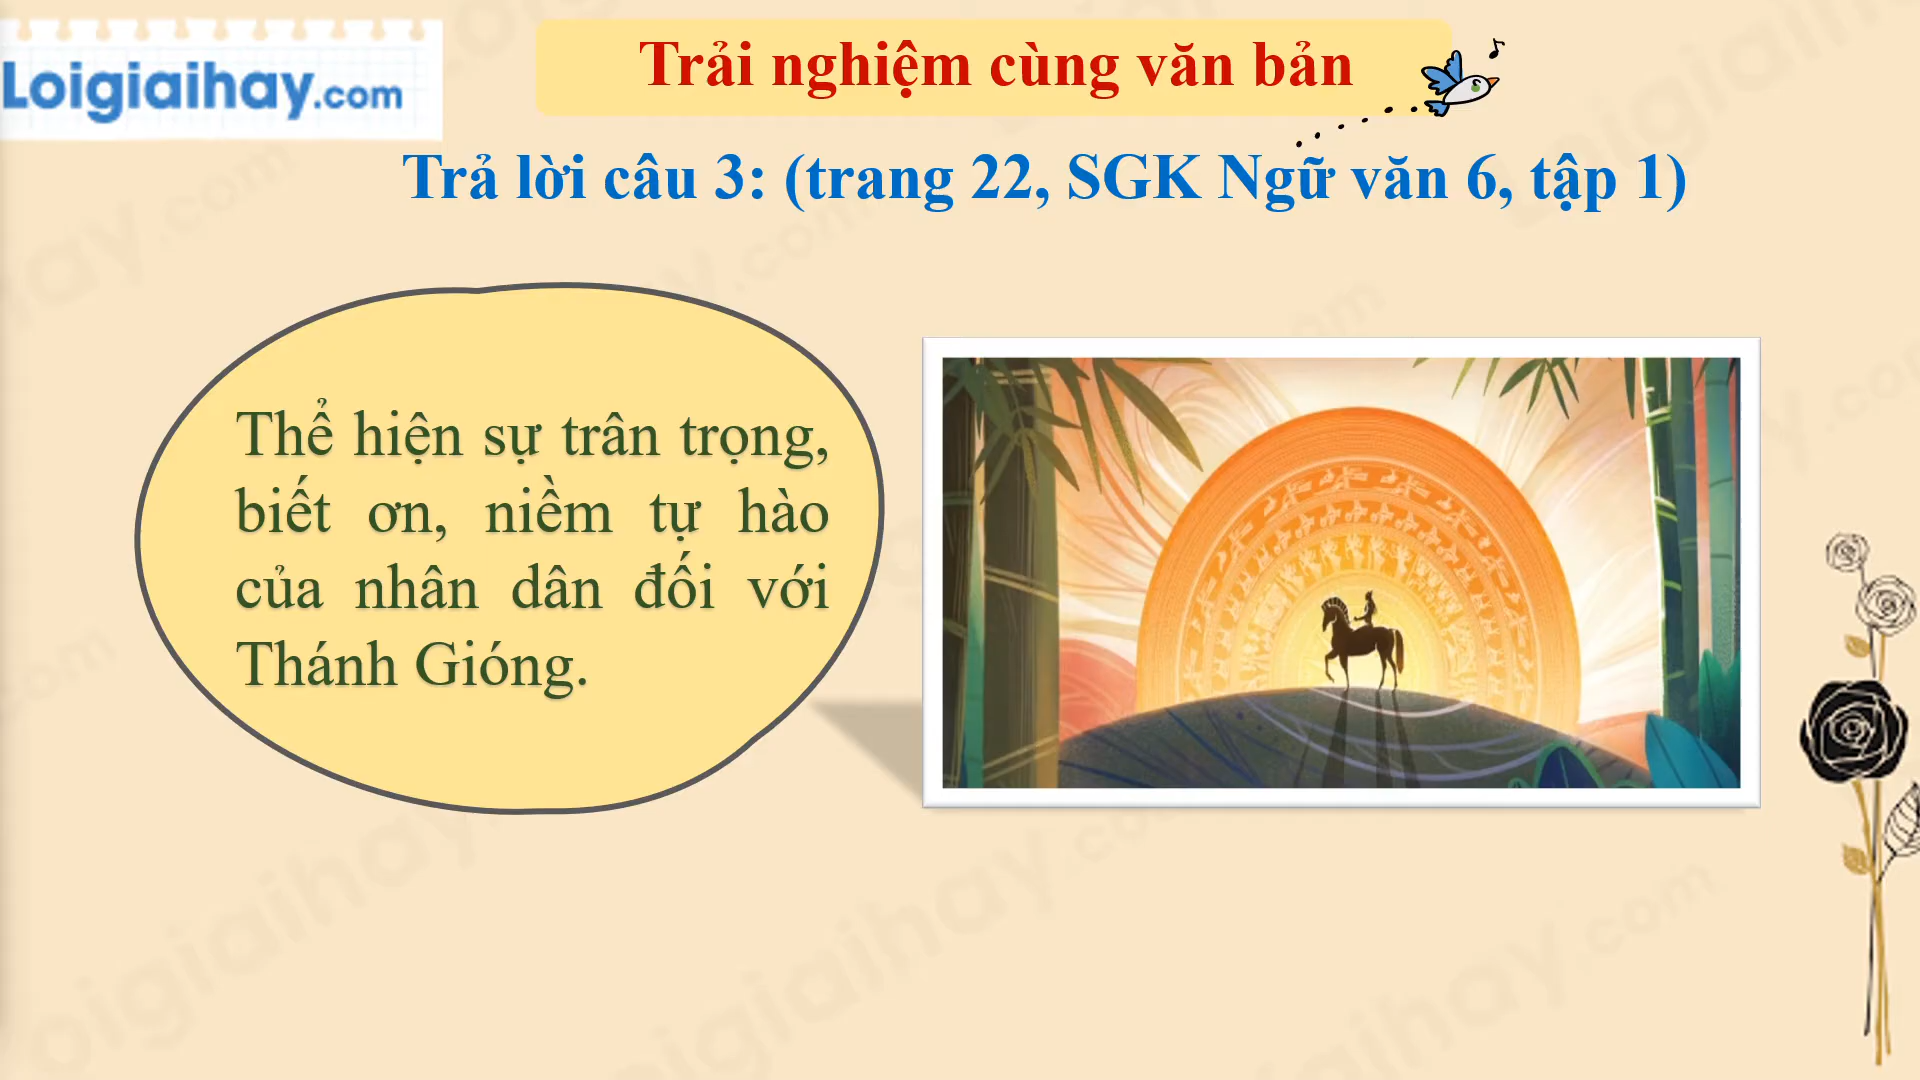 Loigiaihay.com
Trải nghiệm cùng văn bản
Trả lời câu 3: (trang 22, SGK Ngữ văn 6, tập 1)
Thể hiện sự trân trọng,
biết ơn, niềm tự hào
của nhân dân đối với
Thánh Gióng.